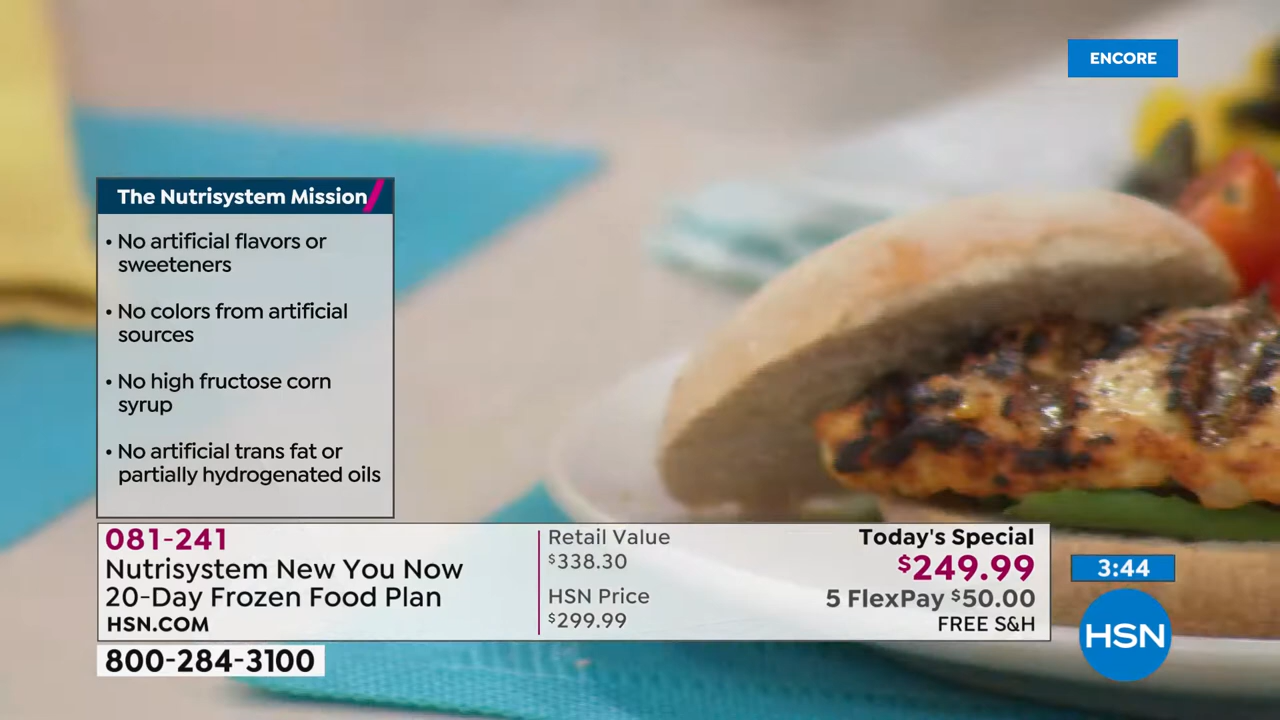 ENCORE
The Nutrisystem Mission
• No artificial flavors or
sweeteners
• No colors from artificial
sources
• No high fructose corn
syrup
• No artificial trans fat or
partially hydrogenated oils
081-241
Nutrisystem New You Now
20-Day Frozen Food Plan
HSN.COM
Retail Value
$338.30
HSN Price
$299.99
Today's Special
$249.99
5 FlexPay $50.00
FREE S&H
3:44
HSN
800-284-3100